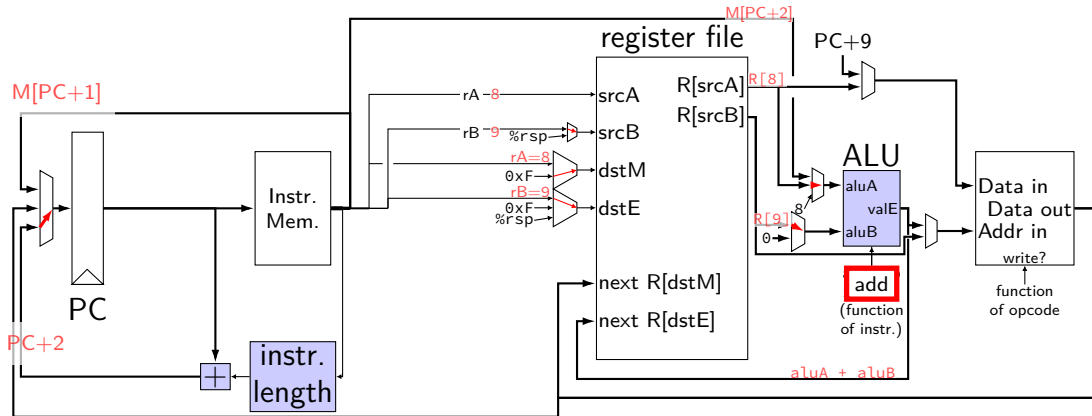 M[PC+2]
register file
PC+9
M[PC+1]
rA 8
srcA
R[srcA]
R[8]
rB 9
%rsp
srcB
R[srcB]
rA=8
0xF
dstM
rB=9
0xF
%rsp
dstE
Instr.
Mem.
ALU
aluA
valE
aluB
8
R[9]
0
Data in
Data out
Addr in
write?
function
of opcode
add
(function
of instr.)
next R[dstM]
next R[dstE]
PC
PC+2
+
instr.
length
aluA + aluB